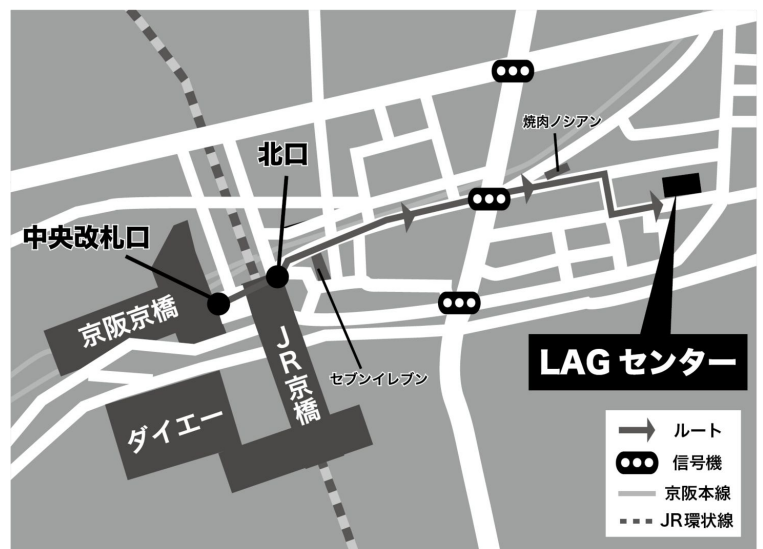 焼肉ノシアン
北口
中央改札口
京阪京橋
JR京橋
セブンイレブン
LAG センター
ダイエー
ルート
信号機
京阪本線
JR環状線